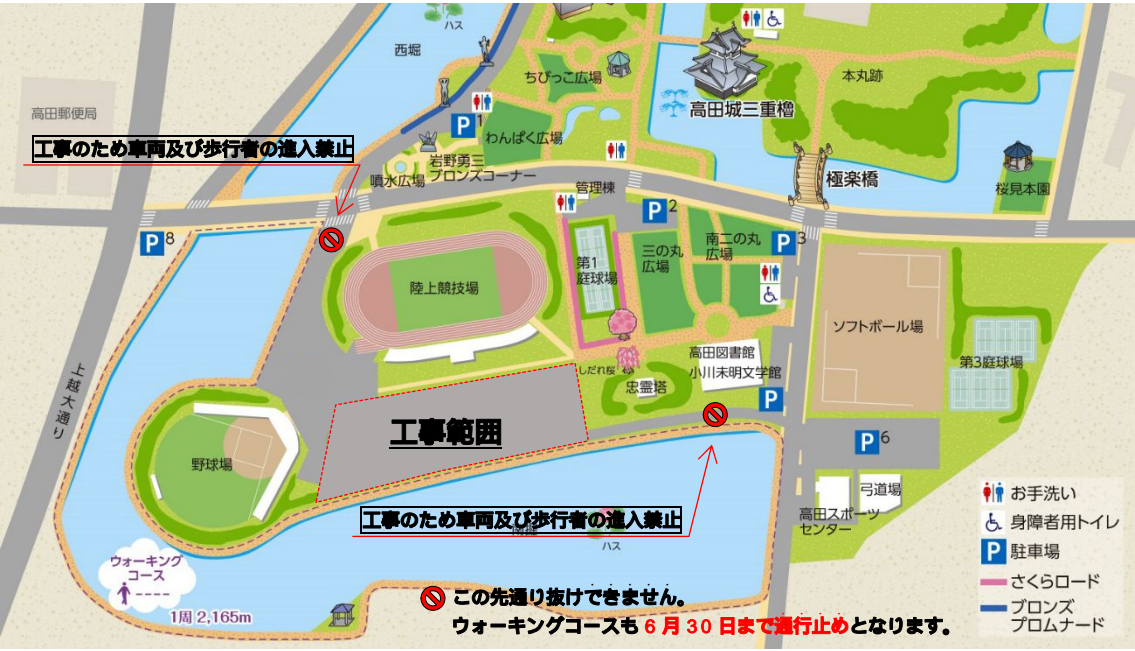 ハス
西堀
ちびっこ広場
本丸跡
高田城三重櫓
高田郵便局
P1
わんぱく広場
工事のため車両及び歩行者の進入禁止
岩野勇三
ブロンズコーナー
噴水広場
極楽橋
桜見本園
管理棟
P2
P8
P3
南二の丸
広場
三の丸
広場
第1
庭球場
陸上競技場
ソフトボール場
高田図書館
小川未明文学館
第3庭球場
しだれ桜
忠霊塔
上越大通り
P
工事範囲
P6
野球場
弓道場
高田スポーツ
センター
工事のため車両及び歩行者の進入禁止
ハス
ウォーキング
コース
1周 2,165m
お手洗い
身障者用トイレ
P 駐車場
さくらロード
ブロンズ
プロムナード
この先通り抜けできません。
ウォーキングコースも6月30日まで通行止めとなります。